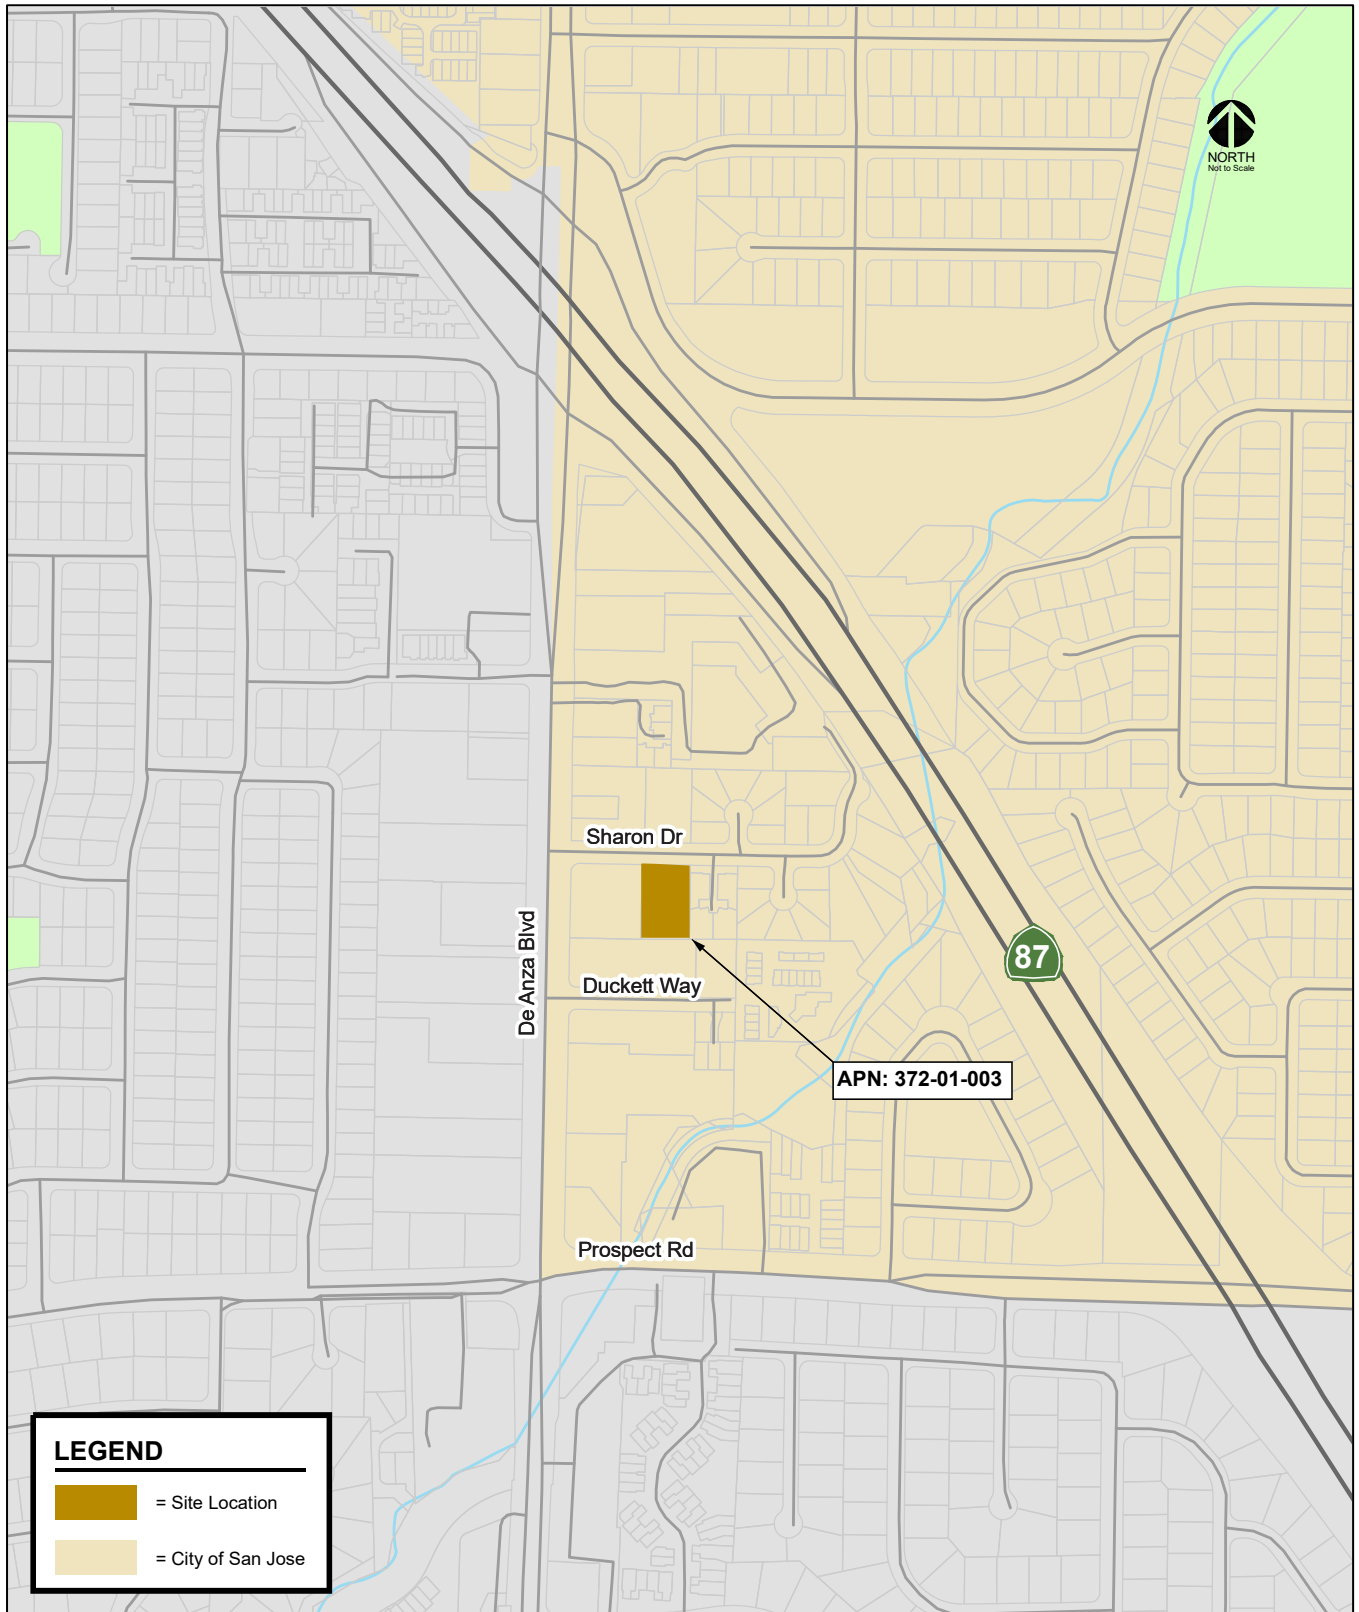 NORTH
Not to Scale
Sharon Dr
De Anza Blvd
87
Duckett Way
APN: 372-01-003
Prospect Rd
LEGEND
= Site Location
= City of San Jose